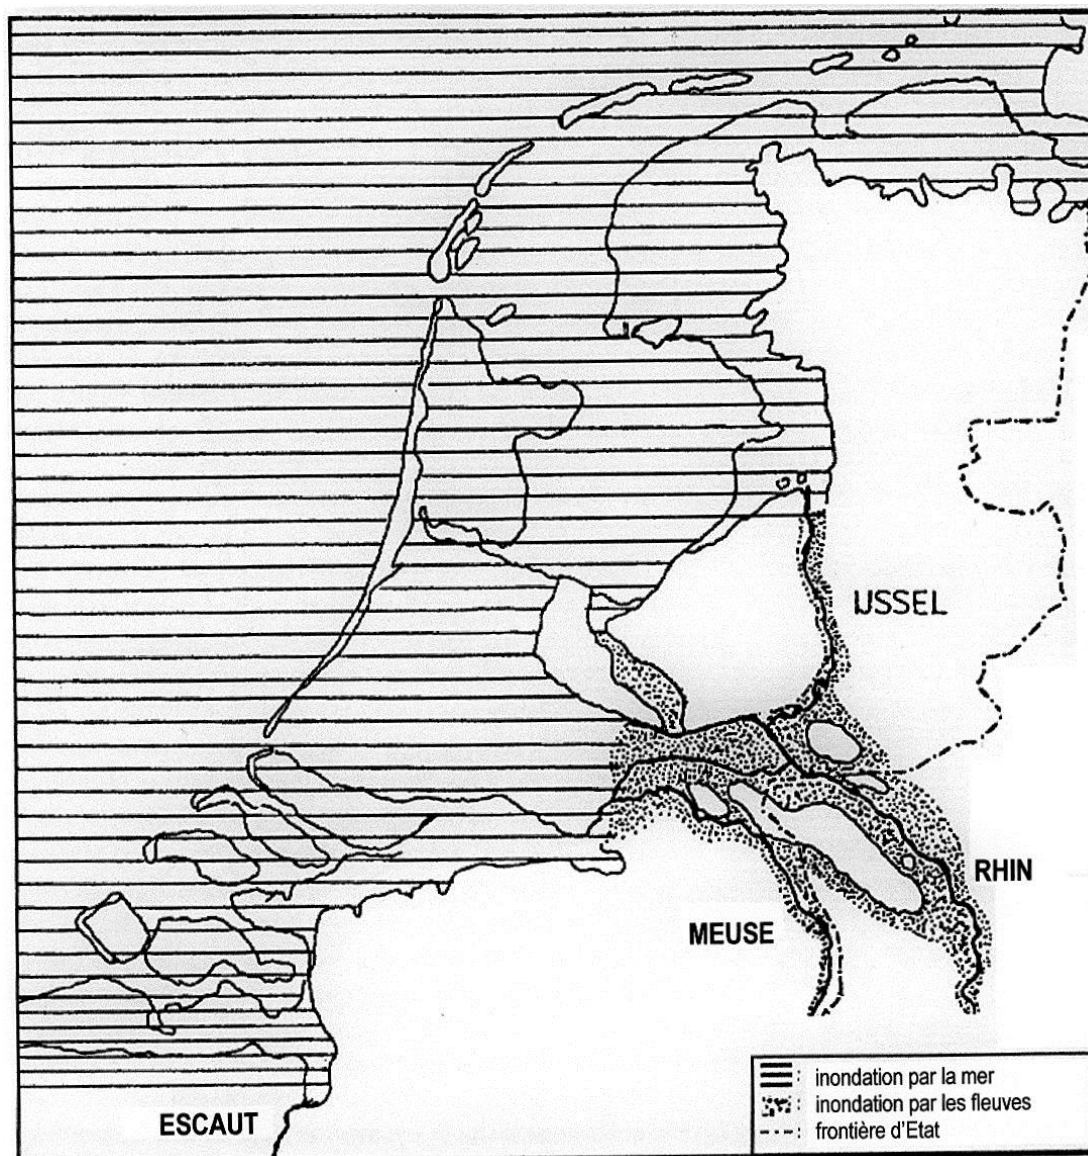 IJSSEL
RHIN
MEUSE
ESCAUT
inondation par la mer
inondation par les fleuves
frontière d'Etat